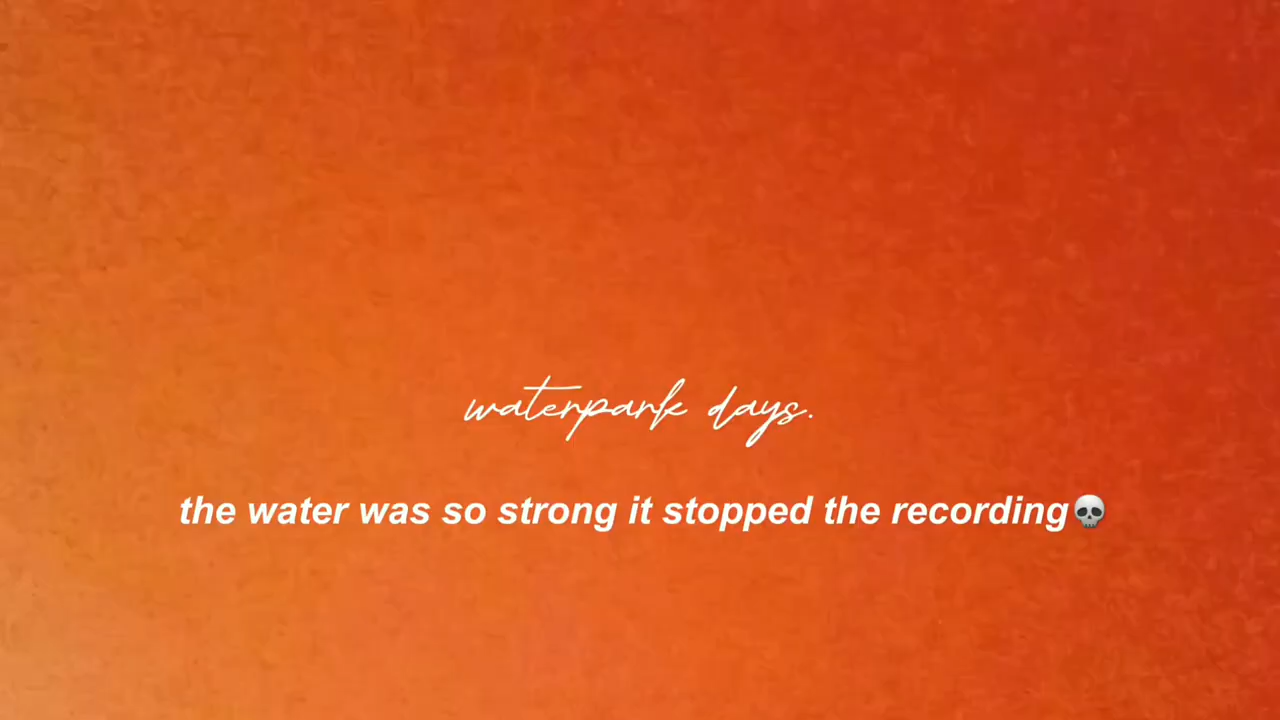 waterpark days.
the water was so strong it stopped the recording💀